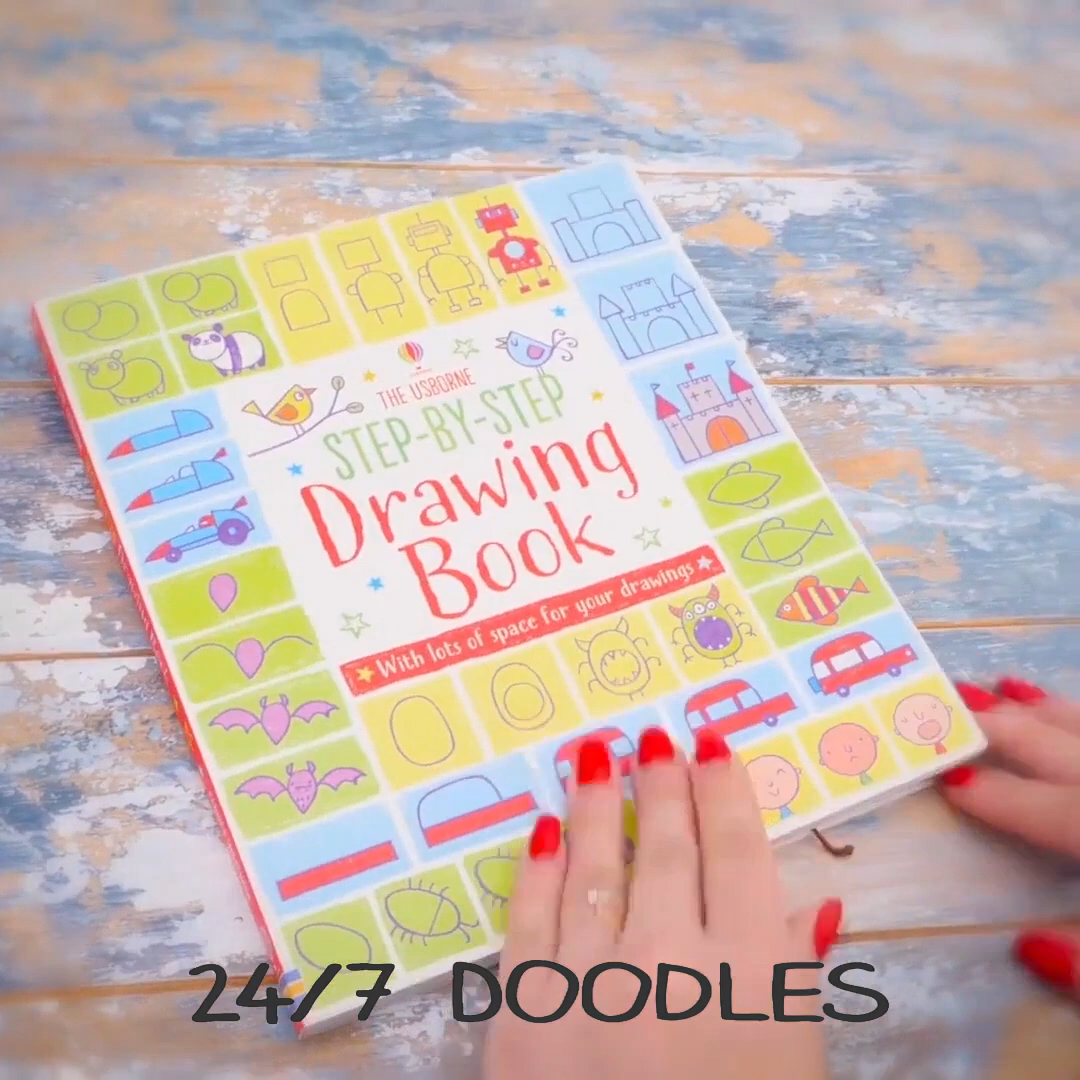 THE USBORNE
STEP-BY-STEP
Drawing
Book
With lots of space for your drawings
24/7 DOODLES